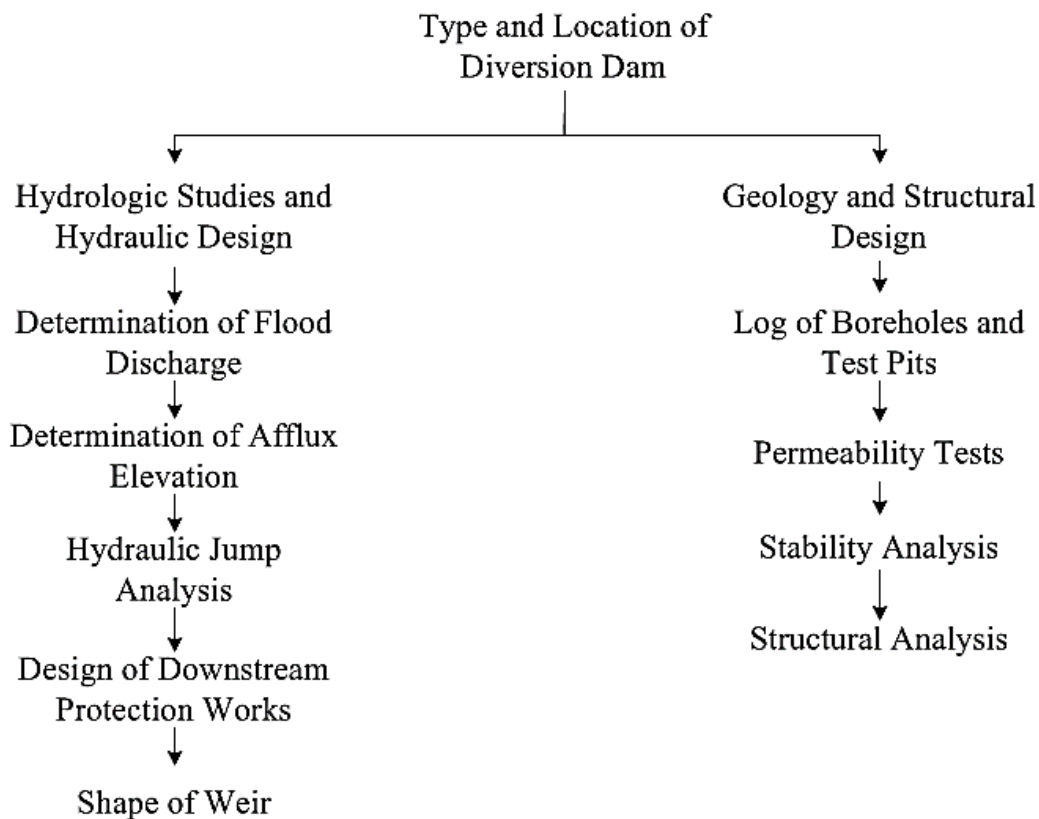 Type and Location of
Diversion Dam
Hydrologic Studies and
Hydraulic Design
Determination of Flood
Discharge
Determination of Afflux
Elevation
Hydraulic Jump
Analysis
Design of Downstream
Protection Works
Shape of Weir
Geology and Structural
Design
Log of Boreholes and
Test Pits
Permeability Tests
Stability Analysis
Structural Analysis